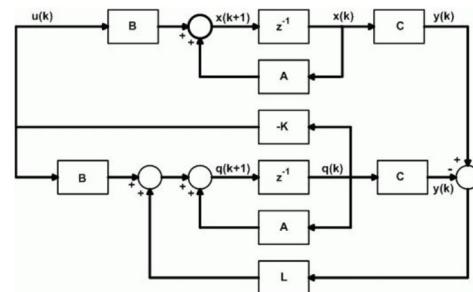 u(k) B x(k+1) z⁻¹ x(k) C y(k)
+ +
A
-K
+
-
B q(k+1) z⁻¹ q(k) C y(k)
+ + + +
A
L